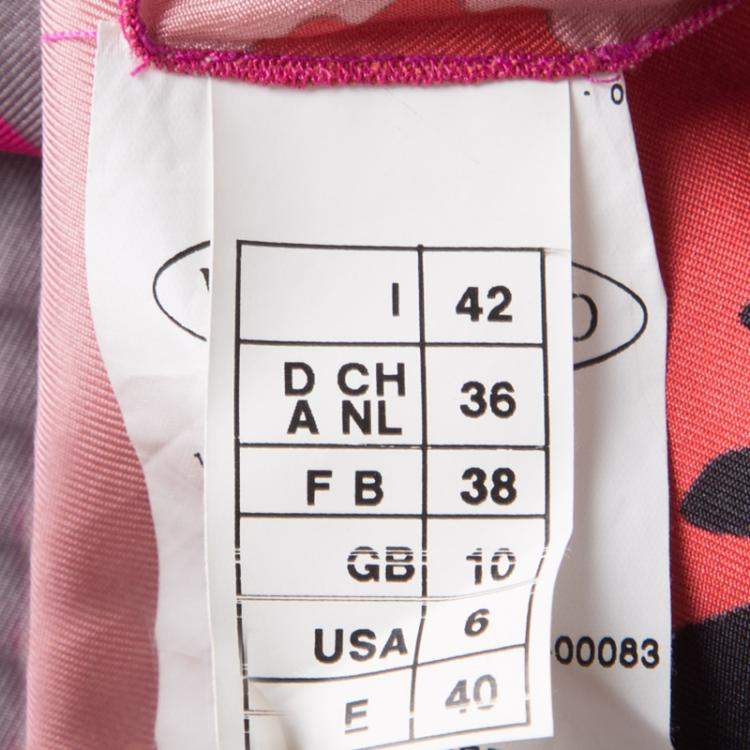 I 42
D CH
A NL 36
F B 38
GB 10
USA 6
E 40
00083